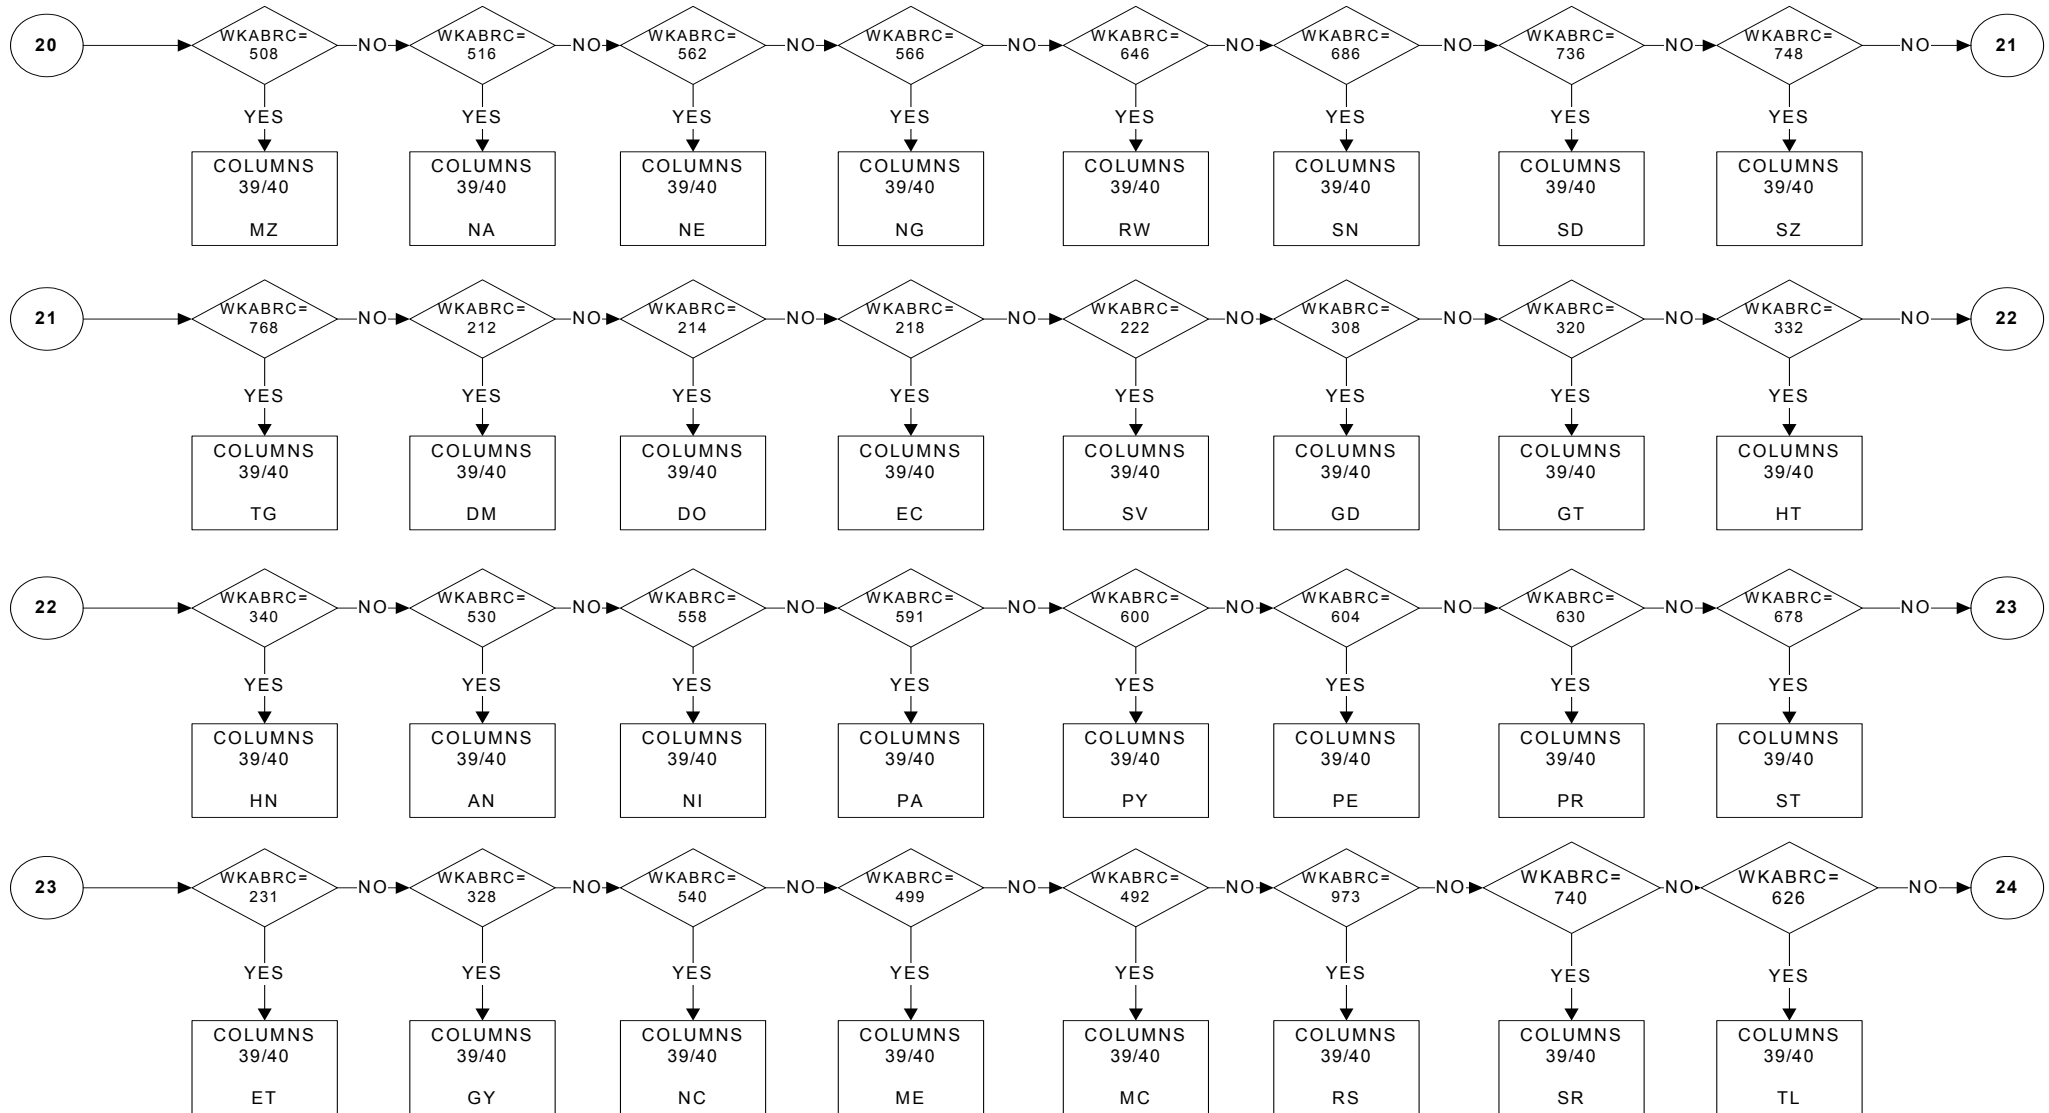 20
WKABRC=
508
NO
WKABRC=
516
NO
WKABRC=
562
NO
WKABRC=
566
NO
WKABRC=
646
NO
WKABRC=
686
NO
WKABRC=
736
NO
WKABRC=
748
NO
21
YES
YES
YES
YES
YES
YES
YES
YES
COLUMNS
39/40
MZ
COLUMNS
39/40
NA
COLUMNS
39/40
NE
COLUMNS
39/40
NG
COLUMNS
39/40
RW
COLUMNS
39/40
SN
COLUMNS
39/40
SD
COLUMNS
39/40
SZ
21
WKABRC=
768
NO
WKABRC=
212
NO
WKABRC=
214
NO
WKABRC=
218
NO
WKABRC=
222
NO
WKABRC=
308
NO
WKABRC=
320
NO
WKABRC=
332
NO
22
YES
YES
YES
YES
YES
YES
YES
YES
COLUMNS
39/40
TG
COLUMNS
39/40
DM
COLUMNS
39/40
DO
COLUMNS
39/40
EC
COLUMNS
39/40
SV
COLUMNS
39/40
GD
COLUMNS
39/40
GT
COLUMNS
39/40
HT
22
WKABRC=
340
NO
WKABRC=
530
NO
WKABRC=
558
NO
WKABRC=
591
NO
WKABRC=
600
NO
WKABRC=
604
NO
WKABRC=
630
NO
WKABRC=
678
NO
23
YES
YES
YES
YES
YES
YES
YES
YES
COLUMNS
39/40
HN
COLUMNS
39/40
AN
COLUMNS
39/40
NI
COLUMNS
39/40
PA
COLUMNS
39/40
PY
COLUMNS
39/40
PE
COLUMNS
39/40
PR
COLUMNS
39/40
ST
23
WKABRC=
231
NO
WKABRC=
328
NO
WKABRC=
540
NO
WKABRC=
499
NO
WKABRC=
492
NO
WKABRC=
973
NO
WKABRC=
740
NO
WKABRC=
626
NO
24
YES
YES
YES
YES
YES
YES
YES
YES
COLUMNS
39/40
ET
COLUMNS
39/40
GY
COLUMNS
39/40
NC
COLUMNS
39/40
ME
COLUMNS
39/40
MC
COLUMNS
39/40
RS
COLUMNS
39/40
SR
COLUMNS
39/40
TL